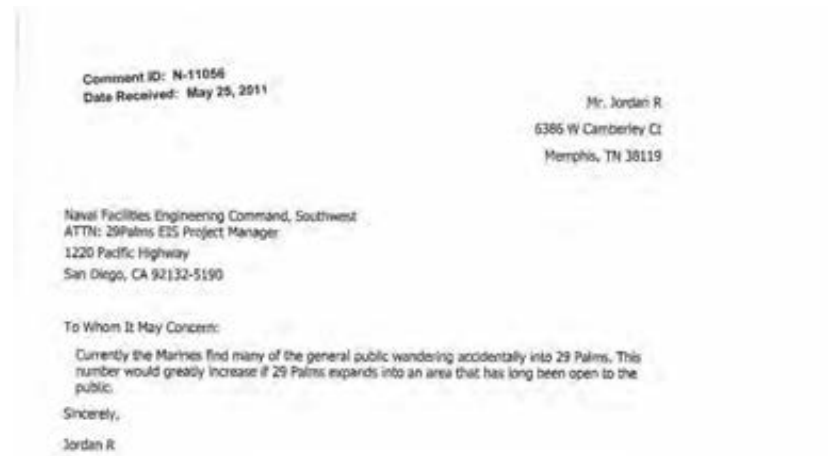 Comment ID: N-11056
Date Received: May 25, 2011
Mr. Jordan R
6386 W Camberley Ct
Memphis, TN 38119
Naval Facilities Engineering Command, Southwest
ATTN: 29Palms EIS Project Manager
1220 Pacific Highway
San Diego, CA 92132-5190
To Whom It May Concern:
Currently the Marines find many of the general public wandering accidentally into 29 Palms. This
number would greatly increase if 29 Palms expands into an area that has long been open to the
public.
Sincerely,
Jordan R